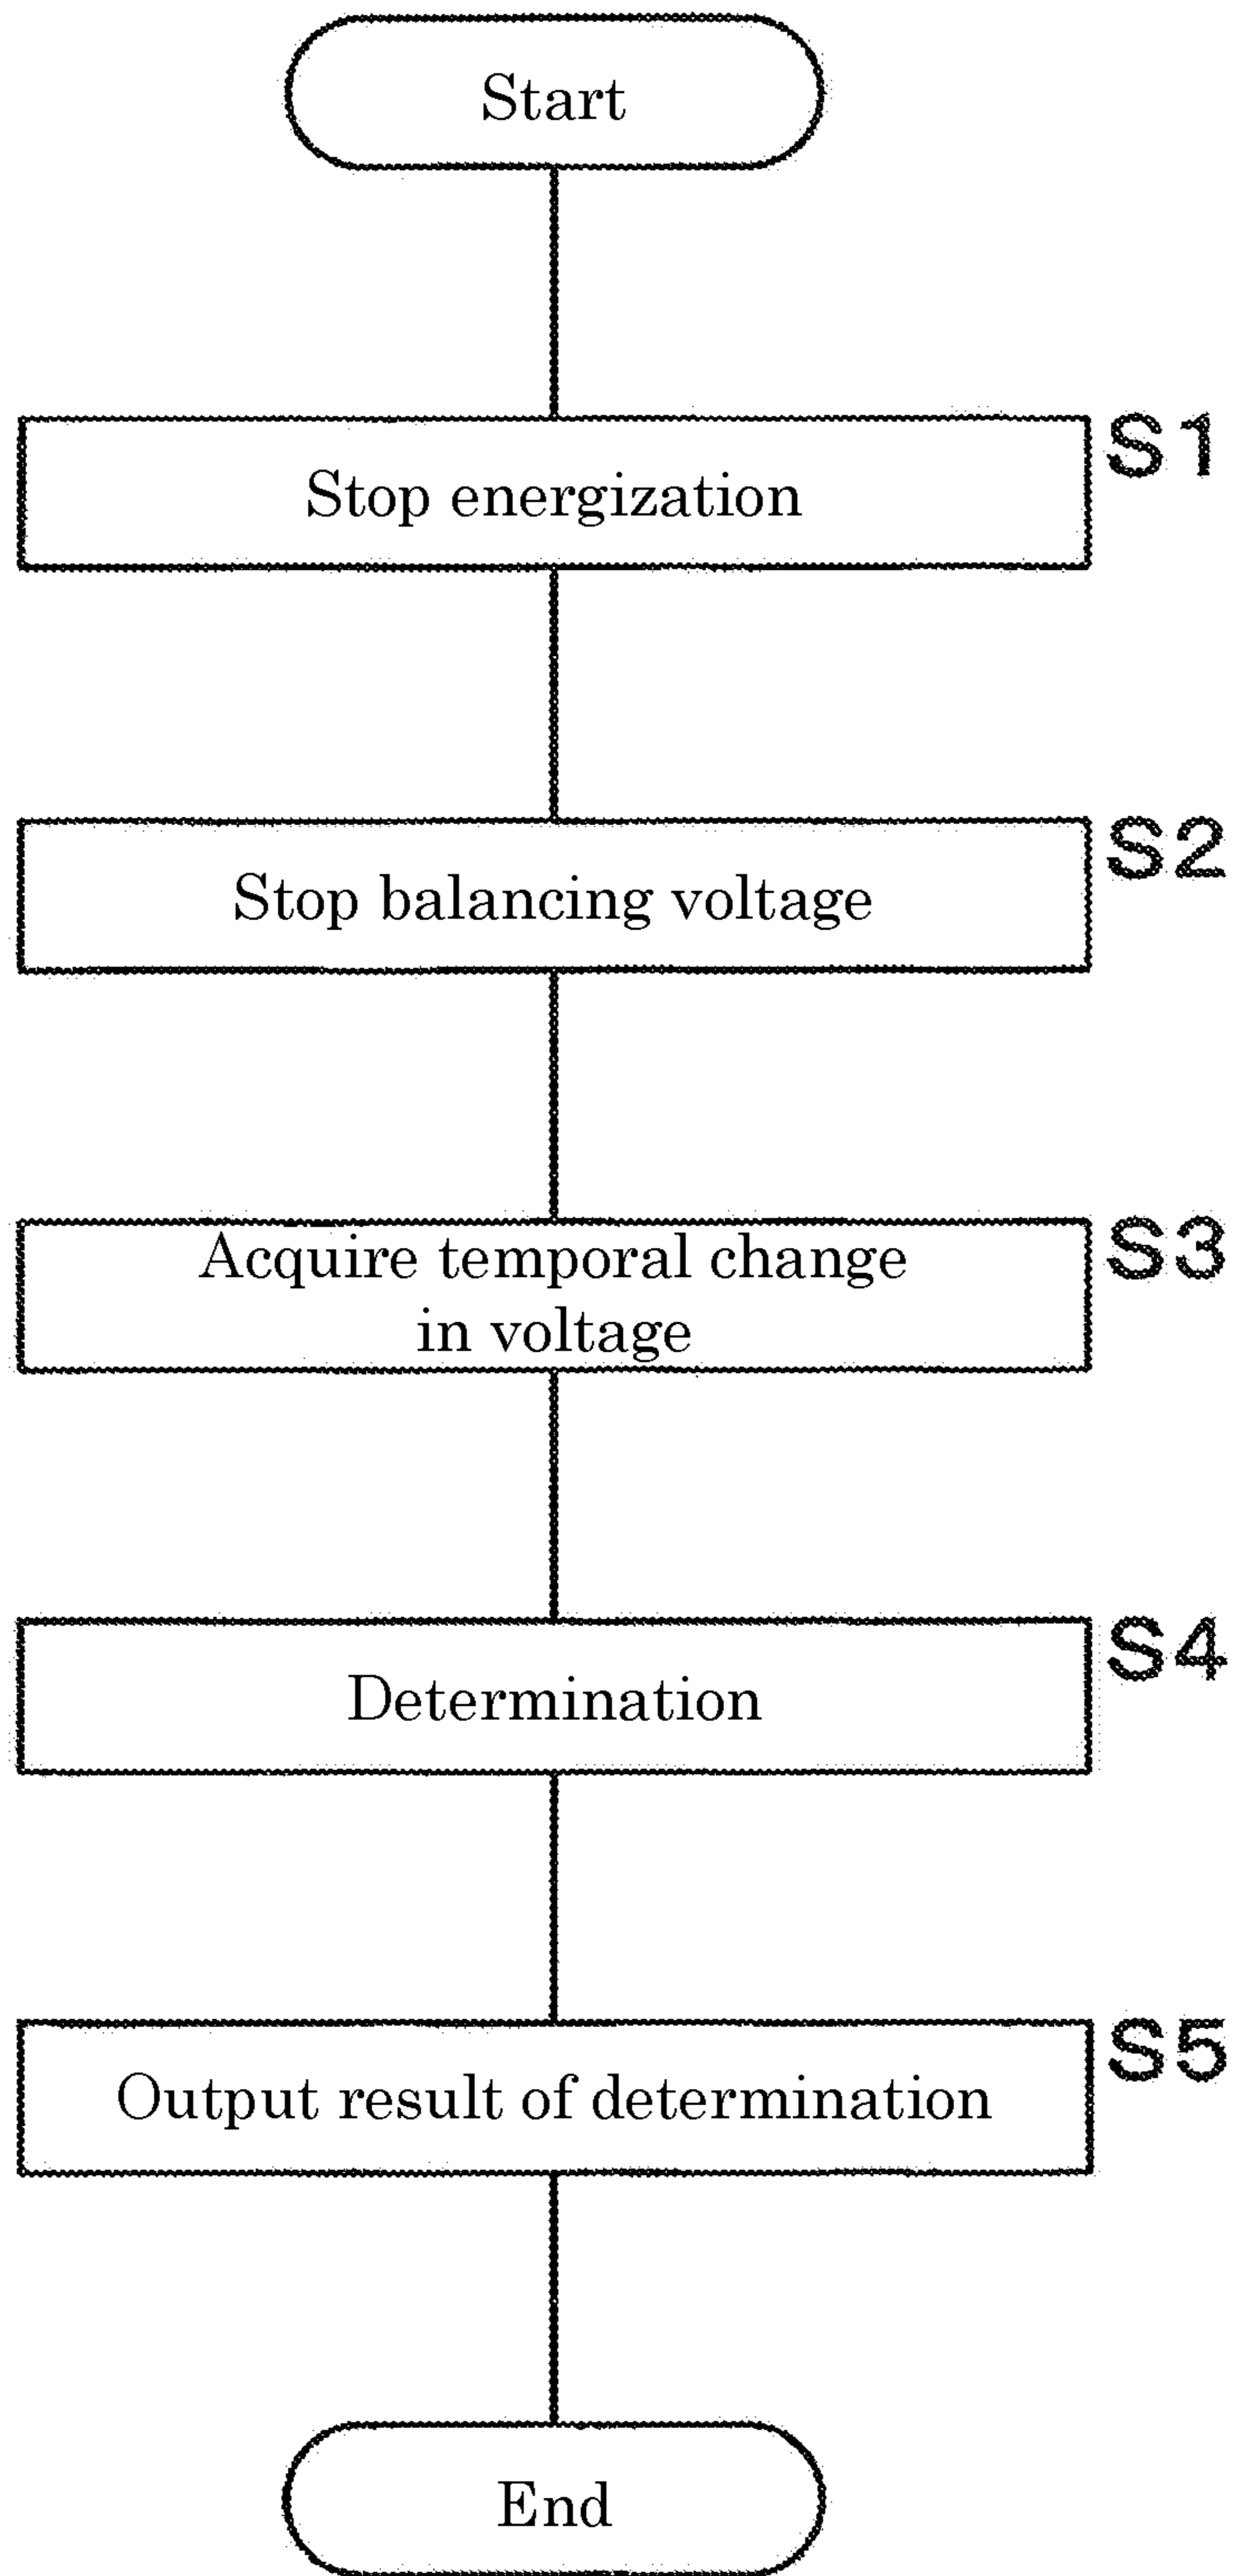 Start
S1
Stop energization
S2
Stop balancing voltage
S3
Acquire temporal change
in voltage
S4
Determination
S5
Output result of determination
End